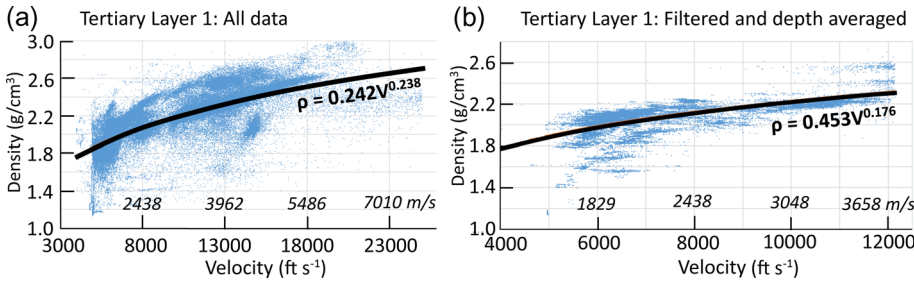 (a) Tertiary Layer 1: All data
3.0
2.6
2.2
1.8
1.4
1.0
Density (g/cm³)
ρ = 0.242V^0.238
2438 3962 5486 7010 m/s
3000 8000 13000 18000 23000
Velocity (ft s⁻¹)
(b) Tertiary Layer 1: Filtered and depth averaged
3.0
2.6
2.2
1.8
1.4
1.0
Density (g/cm³)
ρ = 0.453V^0.176
1829 2438 3048 3658 m/s
4000 6000 8000 10000 12000
Velocity (ft s⁻¹)